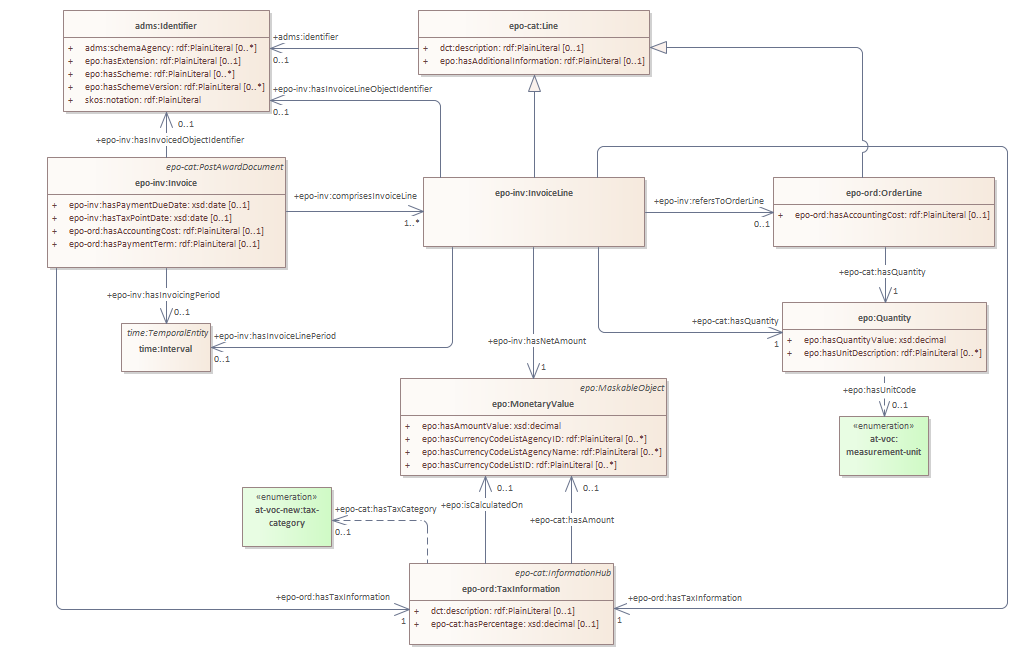 adms:Identifier
+ adms:schemaAgency: rdf:PlainLiteral [0..*]
+ epo:hasExtension: rdf:PlainLiteral [0..1]
+ epo:hasScheme: rdf:PlainLiteral [0..*]
+ epo:hasSchemeVersion: rdf:PlainLiteral [0..*]
+ skos:notation: rdf:PlainLiteral
epo-cat:Line
+ dct:description: rdf:PlainLiteral [0..1]
+ epo:hasAdditionalInformation: rdf:PlainLiteral [0..1]
+adms:identifier
0..1
+epo-inv:hasInvoiceLineObjectIdentifier
0..1
0..1
+epo-inv:hasInvoicedObjectIdentifier
epo-cat:PostAwardDocument
epo-inv:Invoice
+ epo-inv:hasPaymentDueDate: xsd:date [0..1]
+ epo-inv:hasTaxPointDate: xsd:date [0..1]
+ epo-ord:hasAccountingCost: rdf:PlainLiteral [0..1]
+ epo-ord:hasPaymentTerm: rdf:PlainLiteral [0..1]
+epo-inv:comprisesInvoiceLine
1..*
epo-inv:InvoiceLine
+epo-inv:refersToOrderLine
0..1
epo-ord:OrderLine
+ epo-ord:hasAccountingCost: rdf:PlainLiteral [0..1]
+epo-cat:hasQuantity
1
+epo-inv:hasInvoicingPeriod
0..1
time:TemporalEntity
time:Interval
+epo-inv:hasInvoiceLinePeriod
0..1
+epo-inv:hasNetAmount
1
+epo-cat:hasQuantity
1
epo:Quantity
+ epo:hasQuantityValue: xsd:decimal
+ epo:hasUnitDescription: rdf:PlainLiteral [0..*]
+epo:hasUnitCode
0..1
«enumeration»
at-voc:
measurement-unit
epo:MaskableObject
epo:MonetaryValue
+ epo:hasAmountValue: xsd:decimal
+ epo:hasCurrencyCodeListAgencyID: rdf:PlainLiteral [0..*]
+ epo:hasCurrencyCodeListAgencyName: rdf:PlainLiteral [0..*]
+ epo:hasCurrencyCodeListID: rdf:PlainLiteral [0..*]
«enumeration»
at-voc-new:tax-
category
+epo-cat:hasTaxCategory
0..1
0..1
+epo:isCalculatedOn
0..1
+epo-cat:hasAmount
epo-cat:InformationHub
epo-ord:TaxInformation
+ dct:description: rdf:PlainLiteral [0..1]
+ epo-cat:hasPercentage: xsd:decimal [0..1]
+epo-ord:hasTaxInformation
1
+epo-ord:hasTaxInformation
1